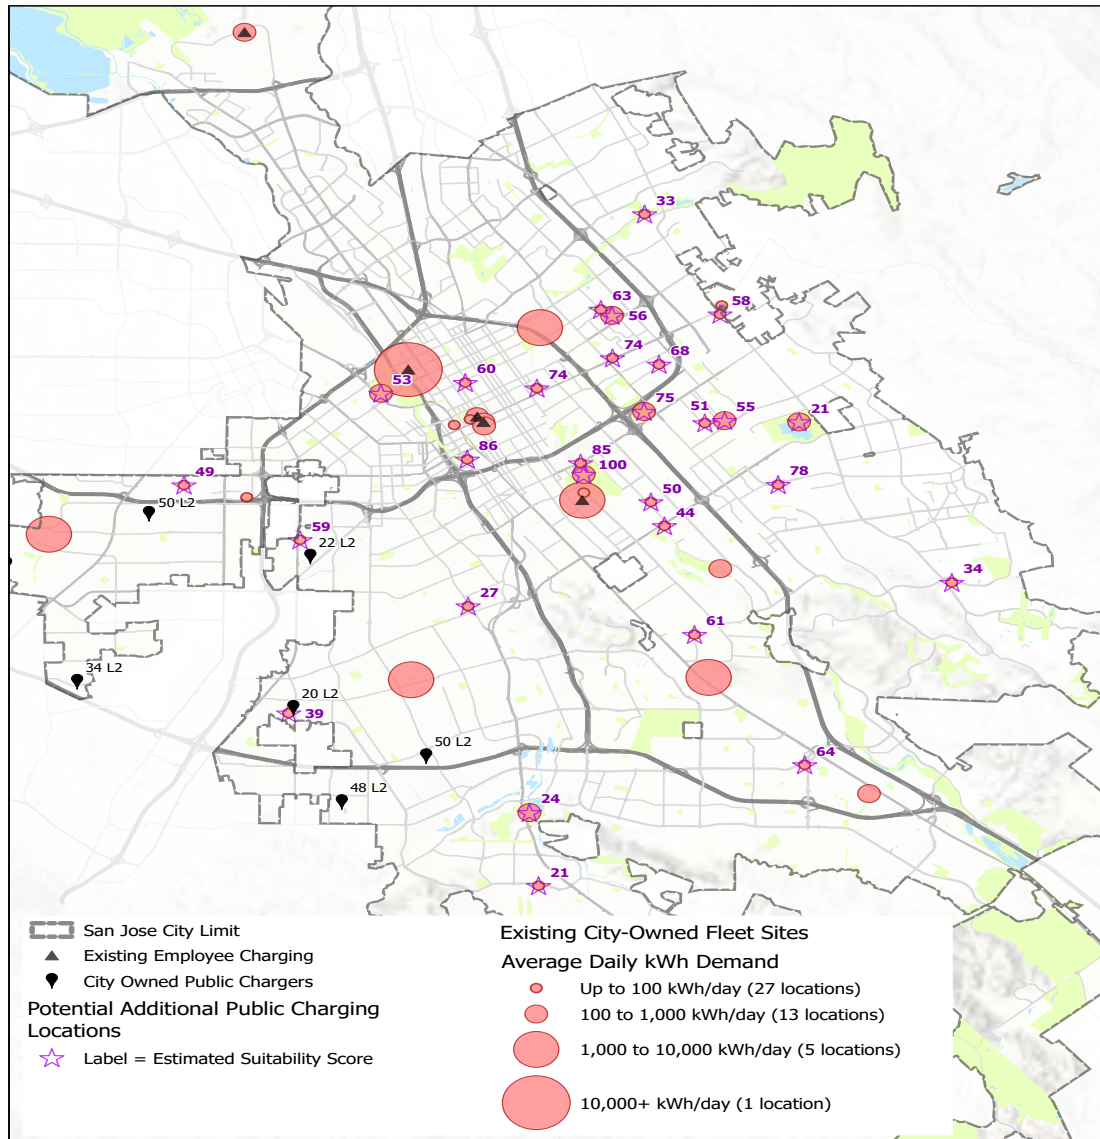 33
63
58
56
74
68
60
74
53
75
51
55
21
86
85
100
49
78
50
50 L2
44
59
22 L2
34
27
61
34 L2
20 L2
39
50 L2
64
48 L2
24
21
San Jose City Limit
Existing Employee Charging
City Owned Public Chargers
Potential Additional Public Charging
Locations
Label = Estimated Suitability Score
Existing City-Owned Fleet Sites
Average Daily kWh Demand
Up to 100 kWh/day (27 locations)
100 to 1,000 kWh/day (13 locations)
1,000 to 10,000 kWh/day (5 locations)
10,000+ kWh/day (1 location)